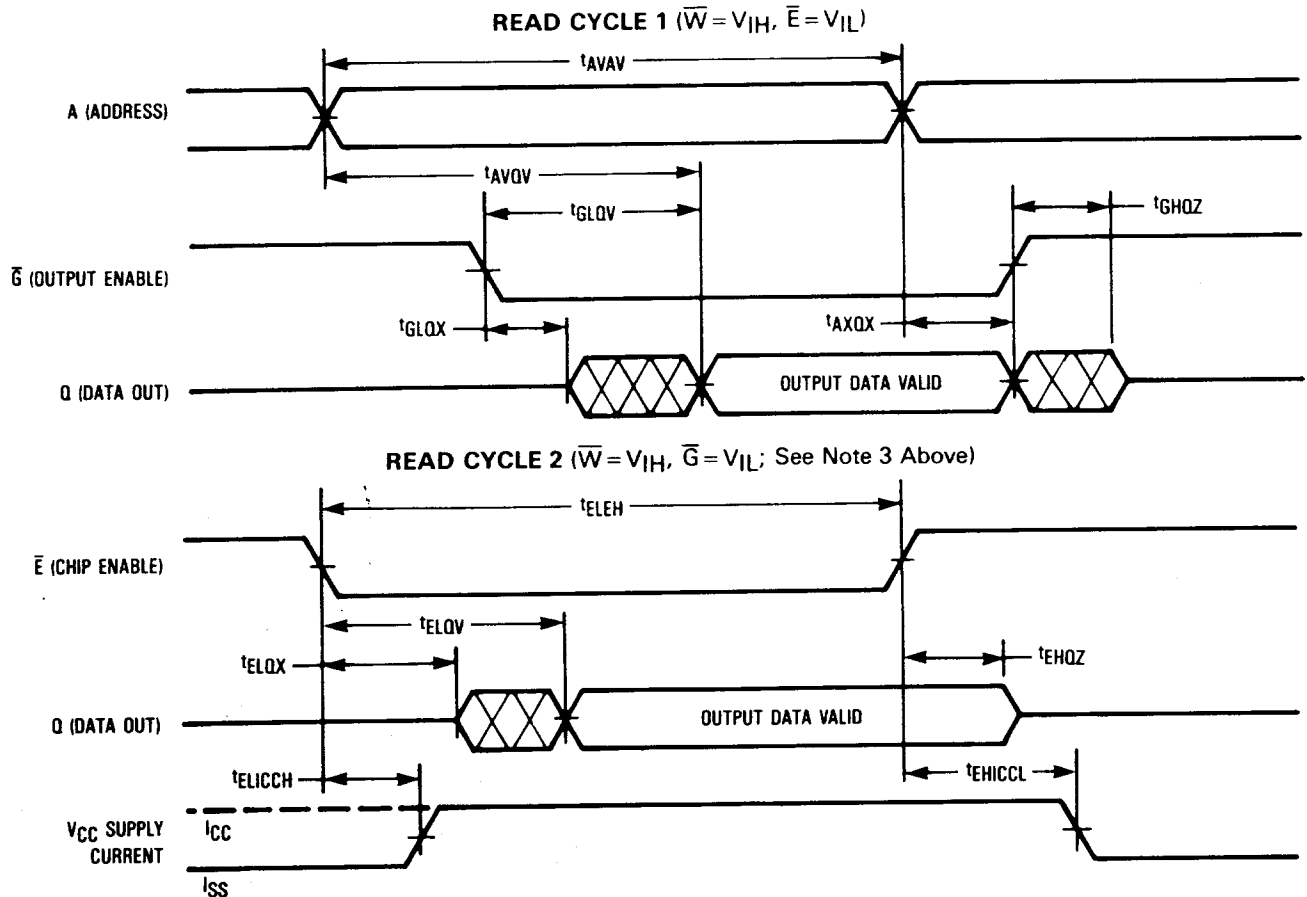 READ CYCLE 1 (W̅ = VIH, E̅ = VIL)
tAVAV
A (ADDRESS)
tAVQV
tGLQV
tGHQZ
G̅ (OUTPUT ENABLE)
tGLQX
tAXQX
Q (DATA OUT)
OUTPUT DATA VALID
READ CYCLE 2 (W̅ = VIH, G̅ = VIL; See Note 3 Above)
tELEH
E̅ (CHIP ENABLE)
tELQV
tELQX
tEHQZ
Q (DATA OUT)
OUTPUT DATA VALID
tELICCH
tEHICCL
ICC
VCC SUPPLY
CURRENT
ISS